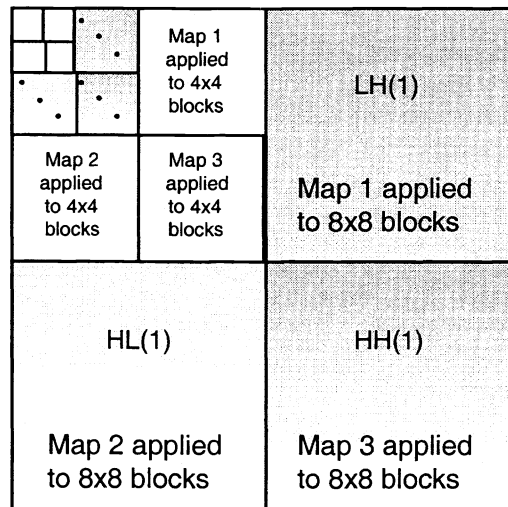 Map 1
applied
to 4x4
blocks
LH(1)
Map 1 applied
to 8x8 blocks
Map 2
applied
to 4x4
blocks
Map 3
applied
to 4x4
blocks
HL(1)
Map 2 applied
to 8x8 blocks
HH(1)
Map 3 applied
to 8x8 blocks